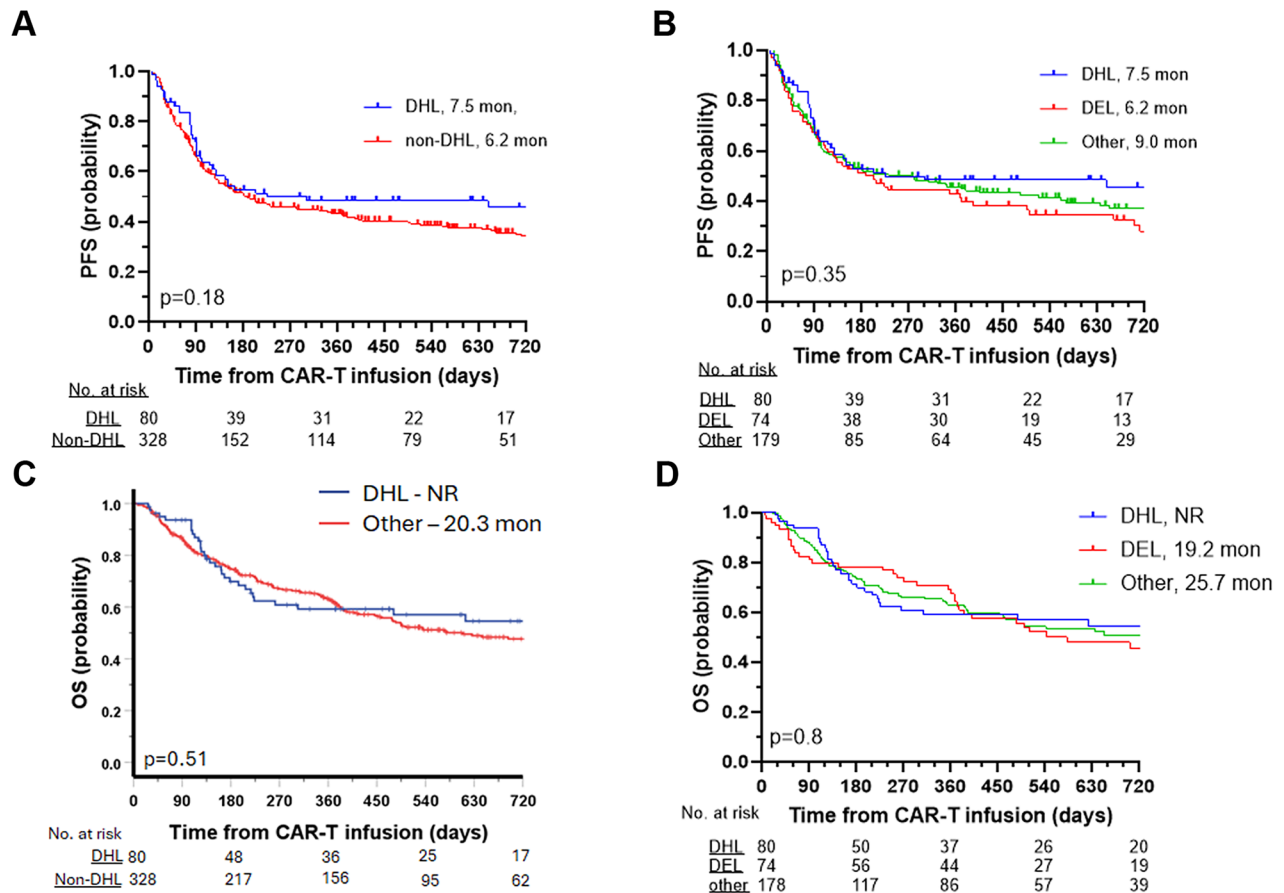 A
1.0
0.8
0.6
0.4
0.2
0.0
PFS (probability)
DHL, 7.5 mon,
non-DHL, 6.2 mon
p=0.18
0 90 180 270 360 450 540 630 720
Time from CAR-T infusion (days)
No. at risk
DHL 80 39 31 22 17
Non-DHL 328 152 114 79 51
B
1.0
0.8
0.6
0.4
0.2
0.0
PFS (probability)
DHL, 7.5 mon
DEL, 6.2 mon
Other, 9.0 mon
p=0.35
0 90 180 270 360 450 540 630 720
Time from CAR-T infusion (days)
No. at risk
DHL 80 39 31 22 17
DEL 74 38 30 19 13
Other 179 85 64 45 29
C
1.0
0.8
0.6
0.4
0.2
0.0
OS (probability)
DHL - NR
Other – 20.3 mon
p=0.51
0 90 180 270 360 450 540 630 720
Time from CAR-T infusion (days)
No. at risk
DHL 80 48 36 25 17
Non-DHL 328 217 156 95 62
D
1.0
0.8
0.6
0.4
0.2
0.0
OS (probability)
DHL, NR
DEL, 19.2 mon
Other, 25.7 mon
p=0.8
0 90 180 270 360 450 540 630 720
Time from CAR-T infusion (days)
No. at risk
DHL 80 50 37 26 20
DEL 74 56 44 27 19
other 178 117 86 57 39